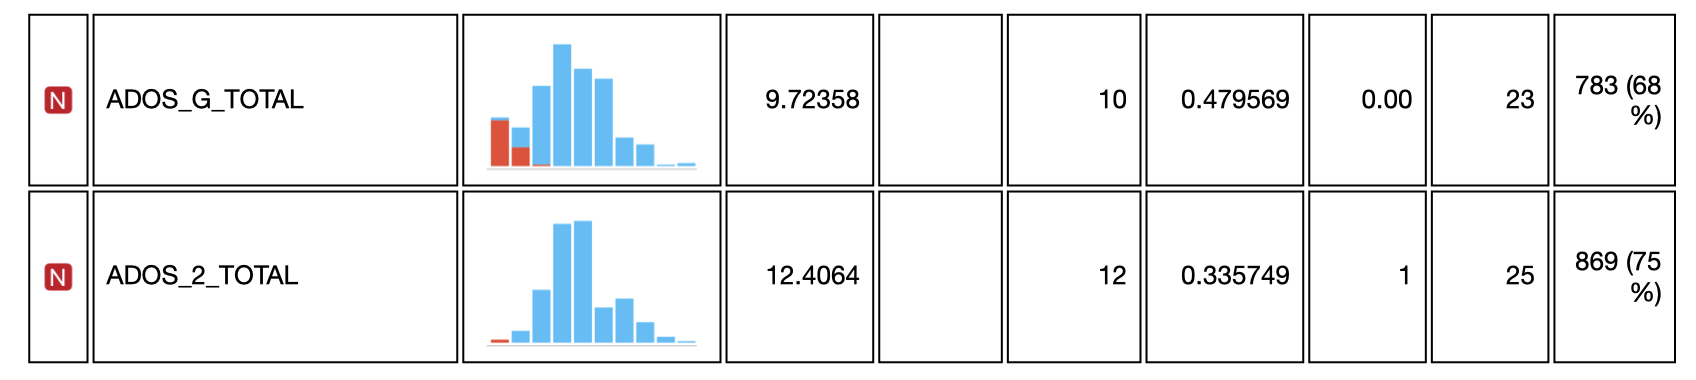 N ADOS_G_TOTAL 9.72358 10 0.479569 0.00 23 783 (68
%)
N ADOS_2_TOTAL 12.4064 12 0.335749 1 25 869 (75
%)